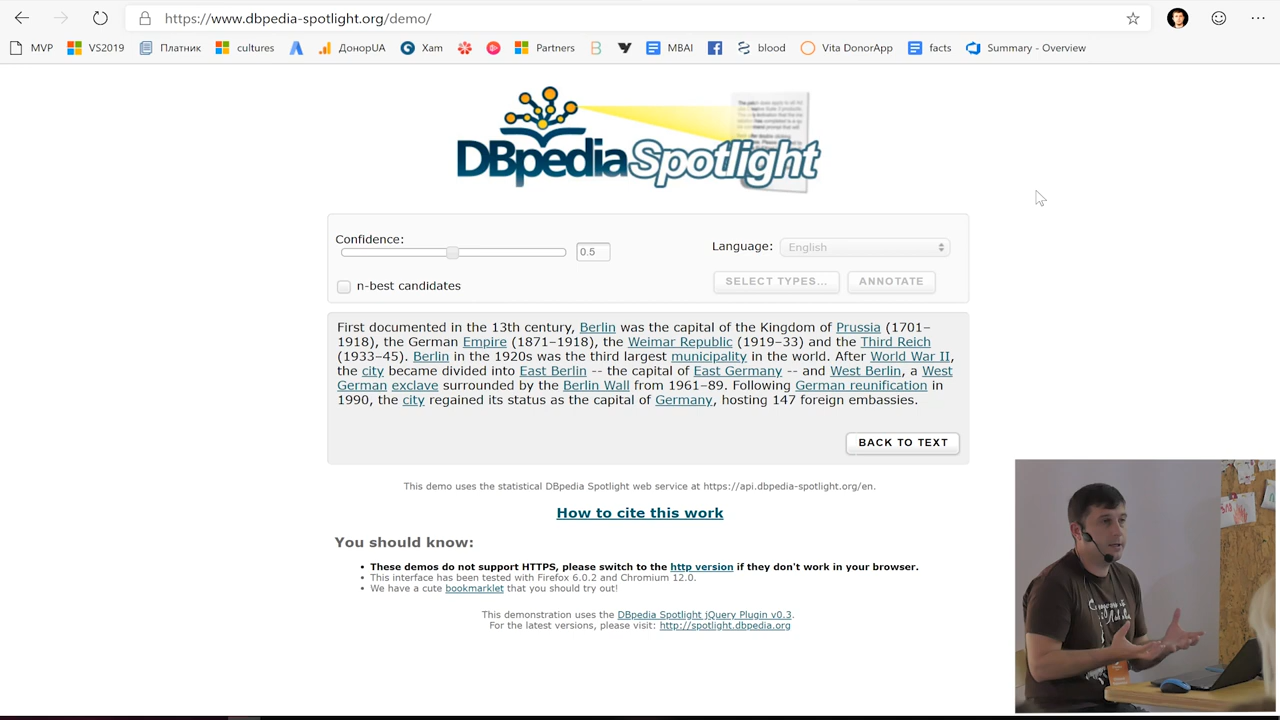 https://www.dbpedia-spotlight.org/demo/
MVP VS2019 Платник cultures ДонорUA Хам Partners MBAI blood Vita DonorApp facts Summary - Overview
DBpedia Spotlight
Confidence:
0.5
Language: English
n-best candidates
SELECT TYPES... ANNOTATE
First documented in the 13th century, Berlin was the capital of the Kingdom of Prussia (1701–
1918), the German Empire (1871–1918), the Weimar Republic (1919–33) and the Third Reich
(1933–45). Berlin in the 1920s was the third largest municipality in the world. After World War II,
the city became divided into East Berlin -- the capital of East Germany -- and West Berlin, a West
German exclave surrounded by the Berlin Wall from 1961–89. Following German reunification in
1990, the city regained its status as the capital of Germany, hosting 147 foreign embassies.
BACK TO TEXT
This demo uses the statistical DBpedia Spotlight web service at https://api.dbpedia-spotlight.org/en.
How to cite this work
You should know:
These demos do not support HTTPS, please switch to the http version if they don't work in your browser.
This interface has been tested with Firefox 6.0.2 and Chromium 12.0.
We have a cute bookmarklet that you should try out!
This demonstration uses the DBpedia Spotlight jQuery Plugin v0.3.
For the latest versions, please visit: http://spotlight.dbpedia.org